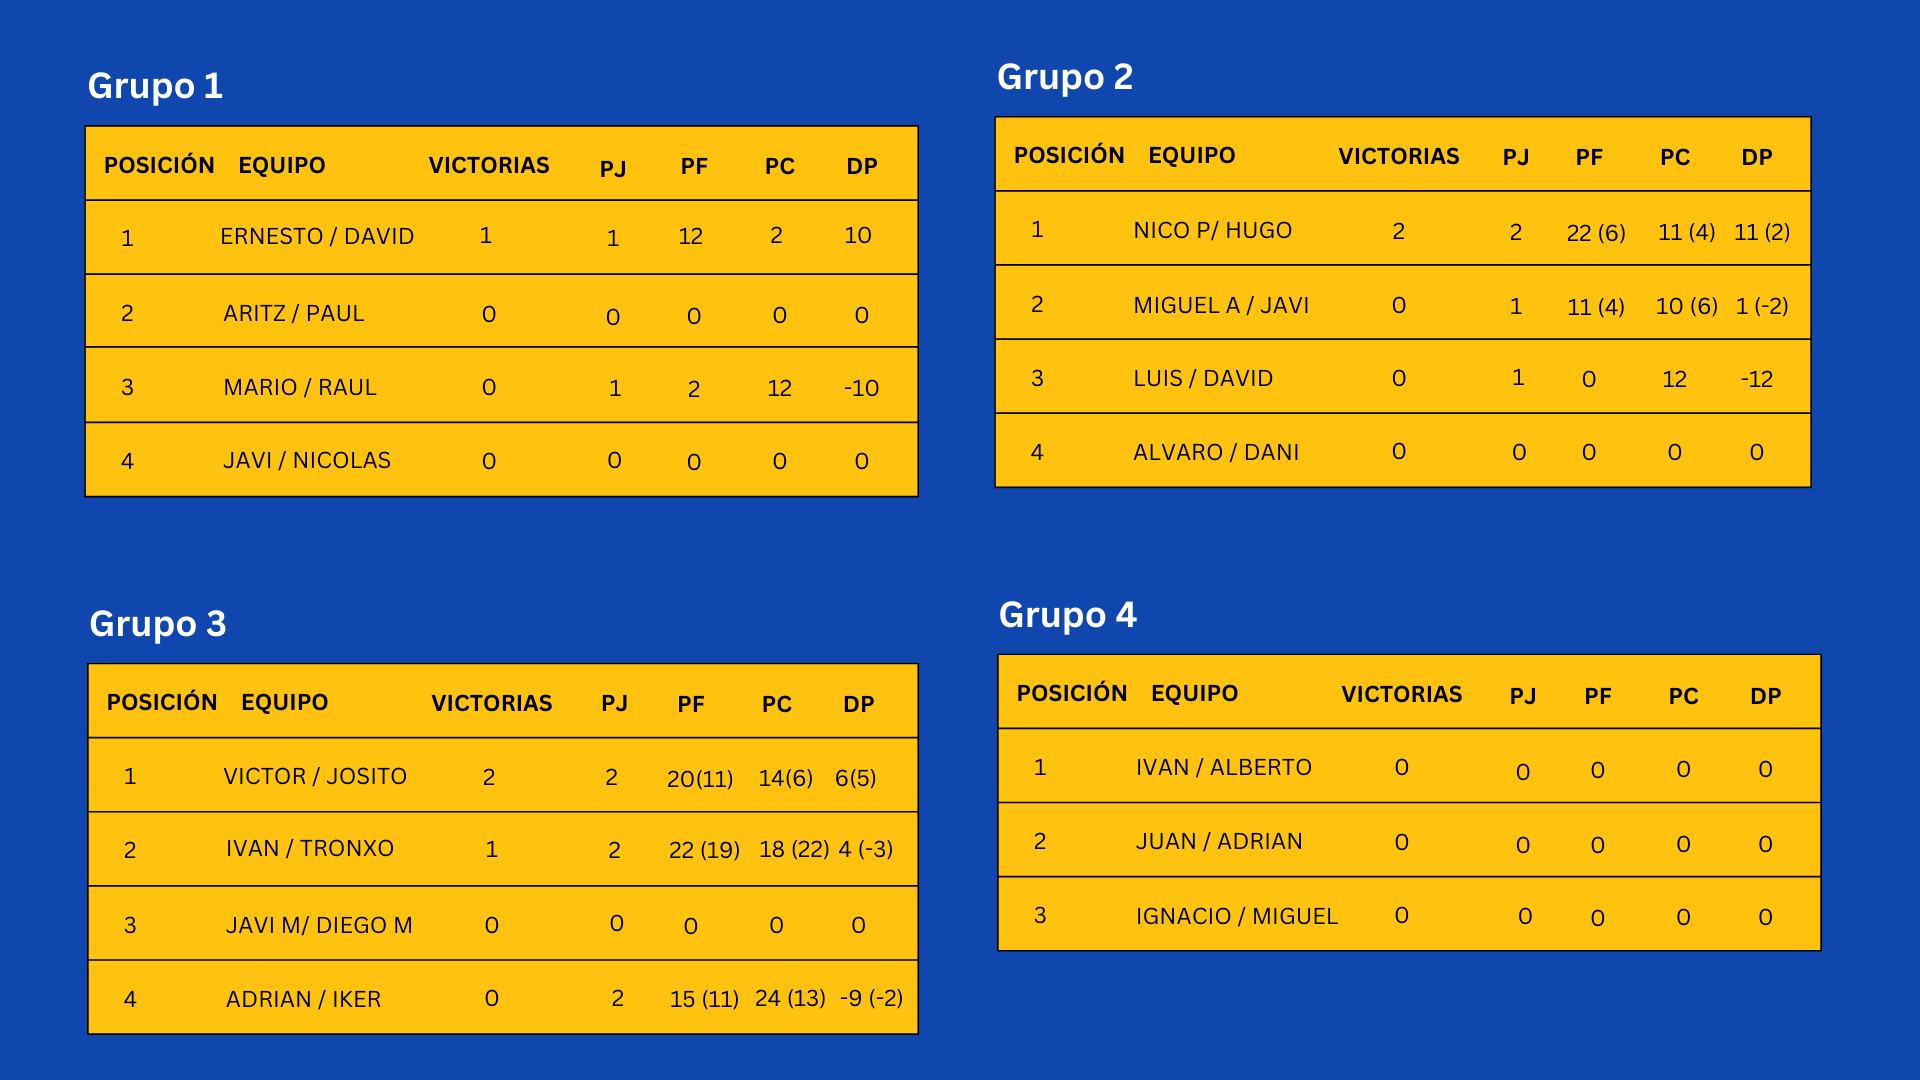 Grupo 1
POSICIÓN EQUIPO VICTORIAS PJ PF PC DP
1 ERNESTO / DAVID 1 1 12 2 10
2 ARITZ / PAUL 0 0 0 0 0
3 MARIO / RAUL 0 1 2 12 -10
4 JAVI / NICOLAS 0 0 0 0 0
Grupo 2
POSICIÓN EQUIPO VICTORIAS PJ PF PC DP
1 NICO P/ HUGO 2 2 22 (6) 11 (4) 11 (2)
2 MIGUEL A / JAVI 0 1 11 (4) 10 (6) 1 (-2)
3 LUIS / DAVID 0 1 0 12 -12
4 ALVARO / DANI 0 0 0 0 0
Grupo 3
POSICIÓN EQUIPO VICTORIAS PJ PF PC DP
1 VICTOR / JOSITO 2 2 20(11) 14(6) 6(5)
2 IVAN / TRONXO 1 2 22 (19) 18 (22) 4 (-3)
3 JAVI M/ DIEGO M 0 0 0 0 0
4 ADRIAN / IKER 0 2 15 (11) 24 (13) -9 (-2)
Grupo 4
POSICIÓN EQUIPO VICTORIAS PJ PF PC DP
1 IVAN / ALBERTO 0 0 0 0 0
2 JUAN / ADRIAN 0 0 0 0 0
3 IGNACIO / MIGUEL 0 0 0 0 0